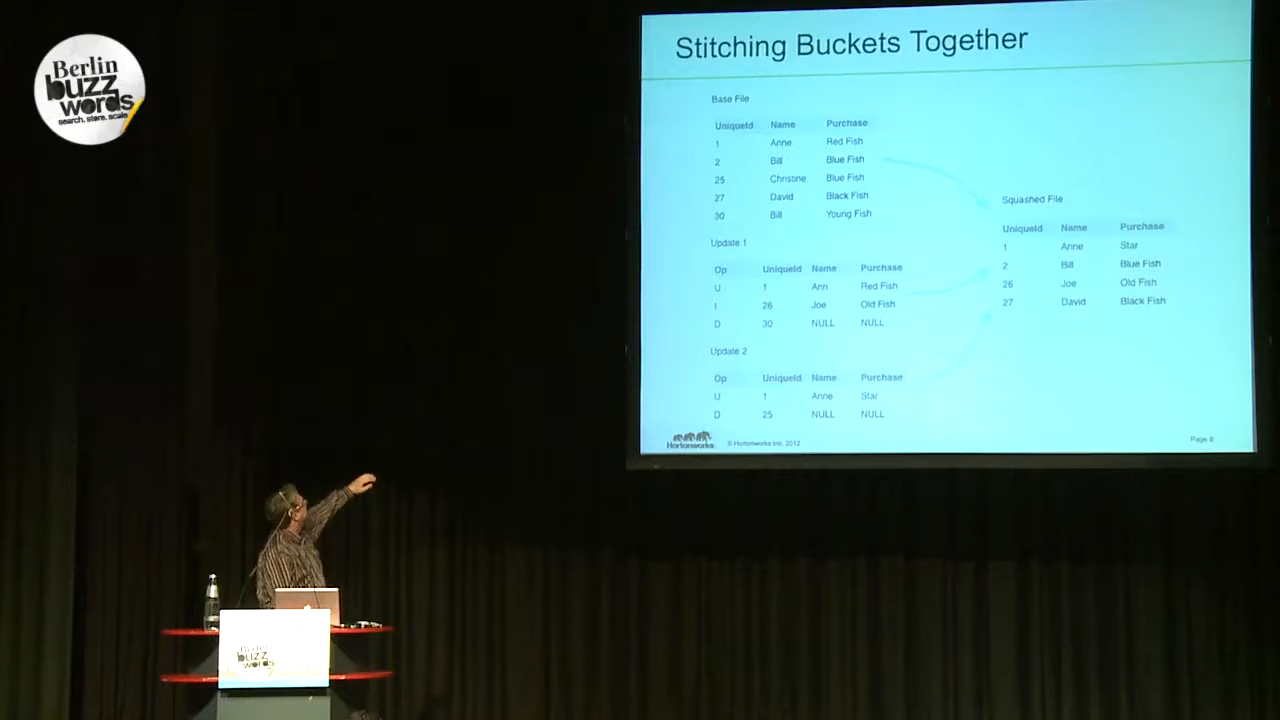 Berlin
buzz
words
search. store. scale
Stitching Buckets Together
Base File
UniqueId Name Purchase
1 Anne Red Fish
2 Bill Blue Fish
25 Christine Blue Fish
27 David Black Fish
30 Bill Young Fish
Update 1
Op UniqueId Name Purchase
U 1 Ann Red Fish
I 26 Joe Old Fish
D 30 NULL NULL
Update 2
Op UniqueId Name Purchase
U 1 Anne Star
D 25 NULL NULL
Squashed File
UniqueId Name Purchase
1 Anne Star
2 Bill Blue Fish
26 Joe Old Fish
27 David Black Fish
Hortonworks
© Hortonworks Inc. 2012
Page 8
Berlin
buzz
words